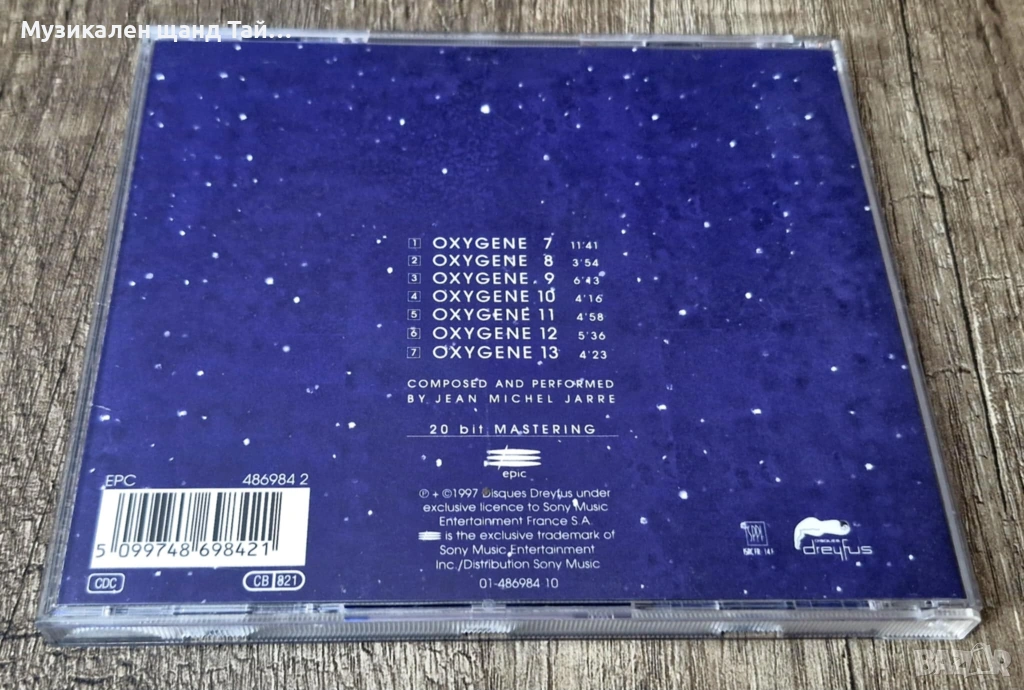 Музикален щанд Тай...
1 OXYGENE 7 11'41
2 OXYGENE 8 3'54
3 OXYGENE 9 6'13
4 OXYGENE 10 4'16
5 OXYGENE 11 4'58
6 OXYGENE 12 5'36
7 OXYGENE 13 4'23
COMPOSED AND PERFORMED
BY JEAN MICHEL JARRE
20 bit MASTERING
epic
EPC 486984 2
5 099748 698421
CDC CB 821
℗ + © 1997 Disques Dreyfus under
exclusive licence to Sony Music
Entertainment France S.A.
is the exclusive trademark of
Sony Music Entertainment
Inc./Distribution Sony Music
01-486984 10
dreyfus
BAZAR